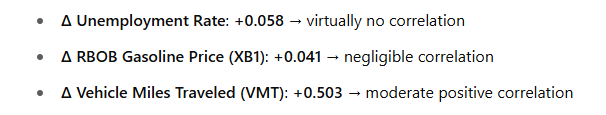 • Δ Unemployment Rate: +0.058 → virtually no correlation
• Δ RBOB Gasoline Price (XB1): +0.041 → negligible correlation
• Δ Vehicle Miles Traveled (VMT): +0.503 → moderate positive correlation